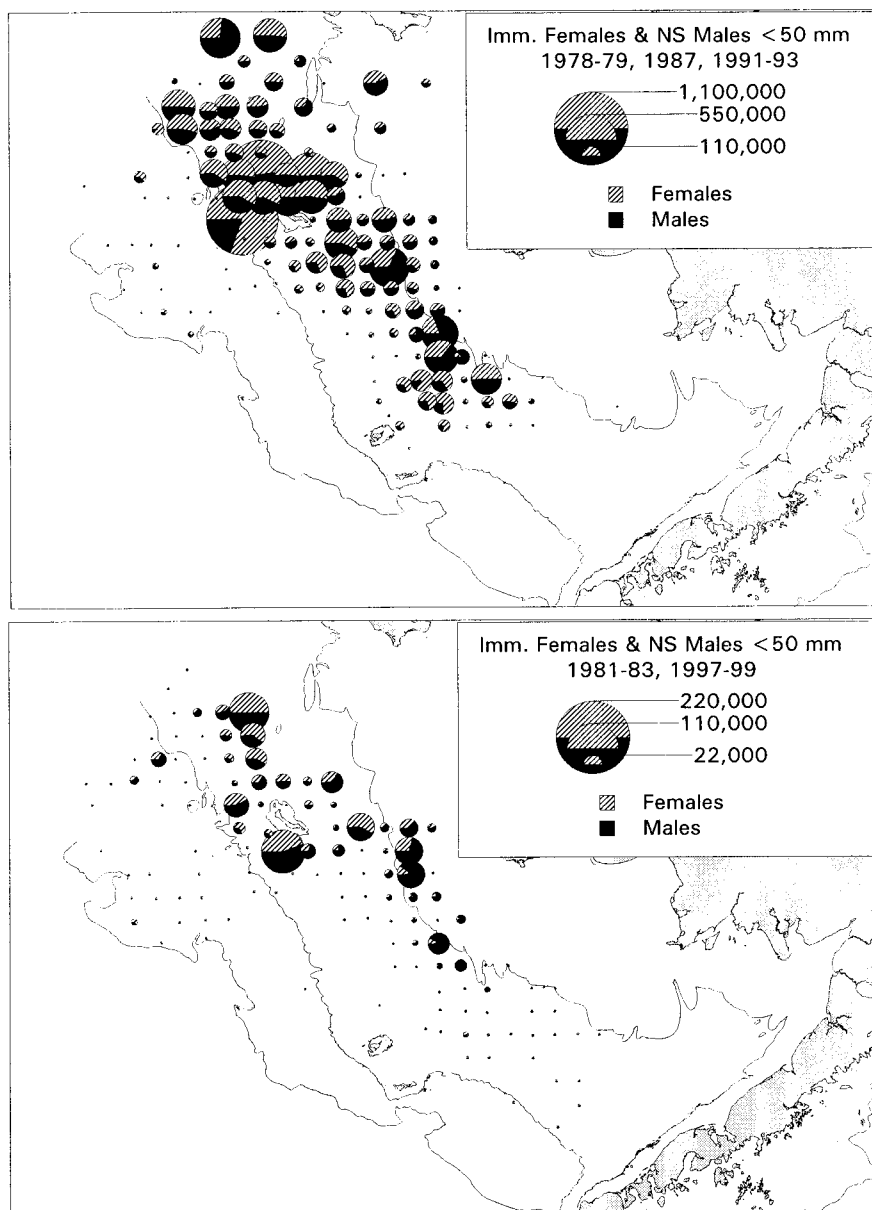 Imm. Females & NS Males <50 mm
1978-79, 1987, 1991-93
1,100,000
550,000
110,000
Females
Males
Imm. Females & NS Males <50 mm
1981-83, 1997-99
220,000
110,000
22,000
Females
Males